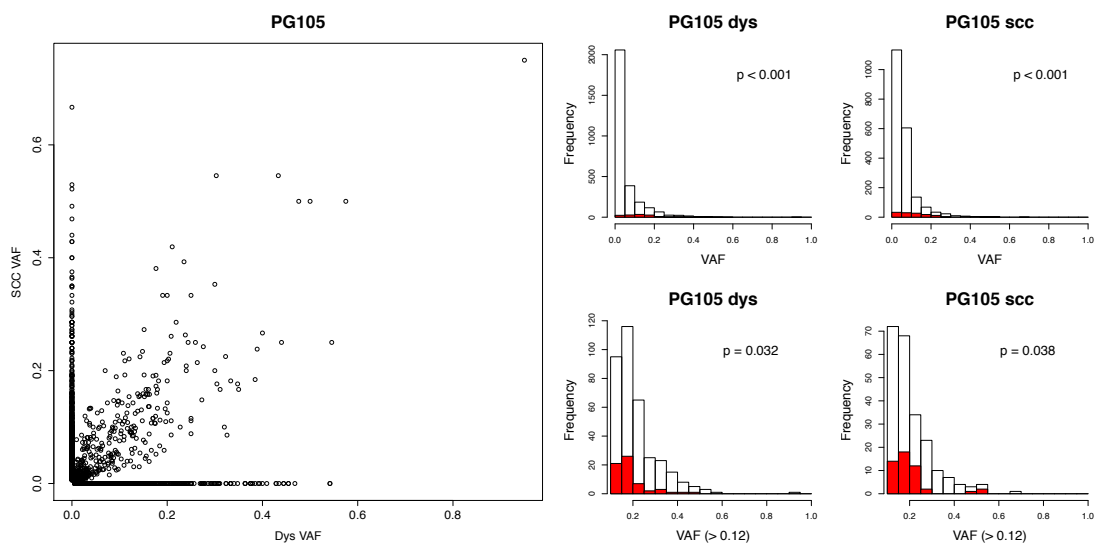 PG105
SCC VAF
0.6
0.4
0.2
0.0
0.0 0.2 0.4 0.6 0.8
Dys VAF
PG105 dys
p < 0.001
Frequency
2000
1500
1000
500
0
0.0 0.2 0.4 0.6 0.8 1.0
VAF
PG105 scc
p < 0.001
Frequency
1000
800
600
400
200
0
0.0 0.2 0.4 0.6 0.8 1.0
VAF
PG105 dys
p = 0.032
Frequency
120
100
80
60
40
20
0
0.2 0.4 0.6 0.8 1.0
VAF (> 0.12)
PG105 scc
p = 0.038
Frequency
70
60
50
40
30
20
10
0
0.2 0.4 0.6 0.8 1.0
VAF (> 0.12)